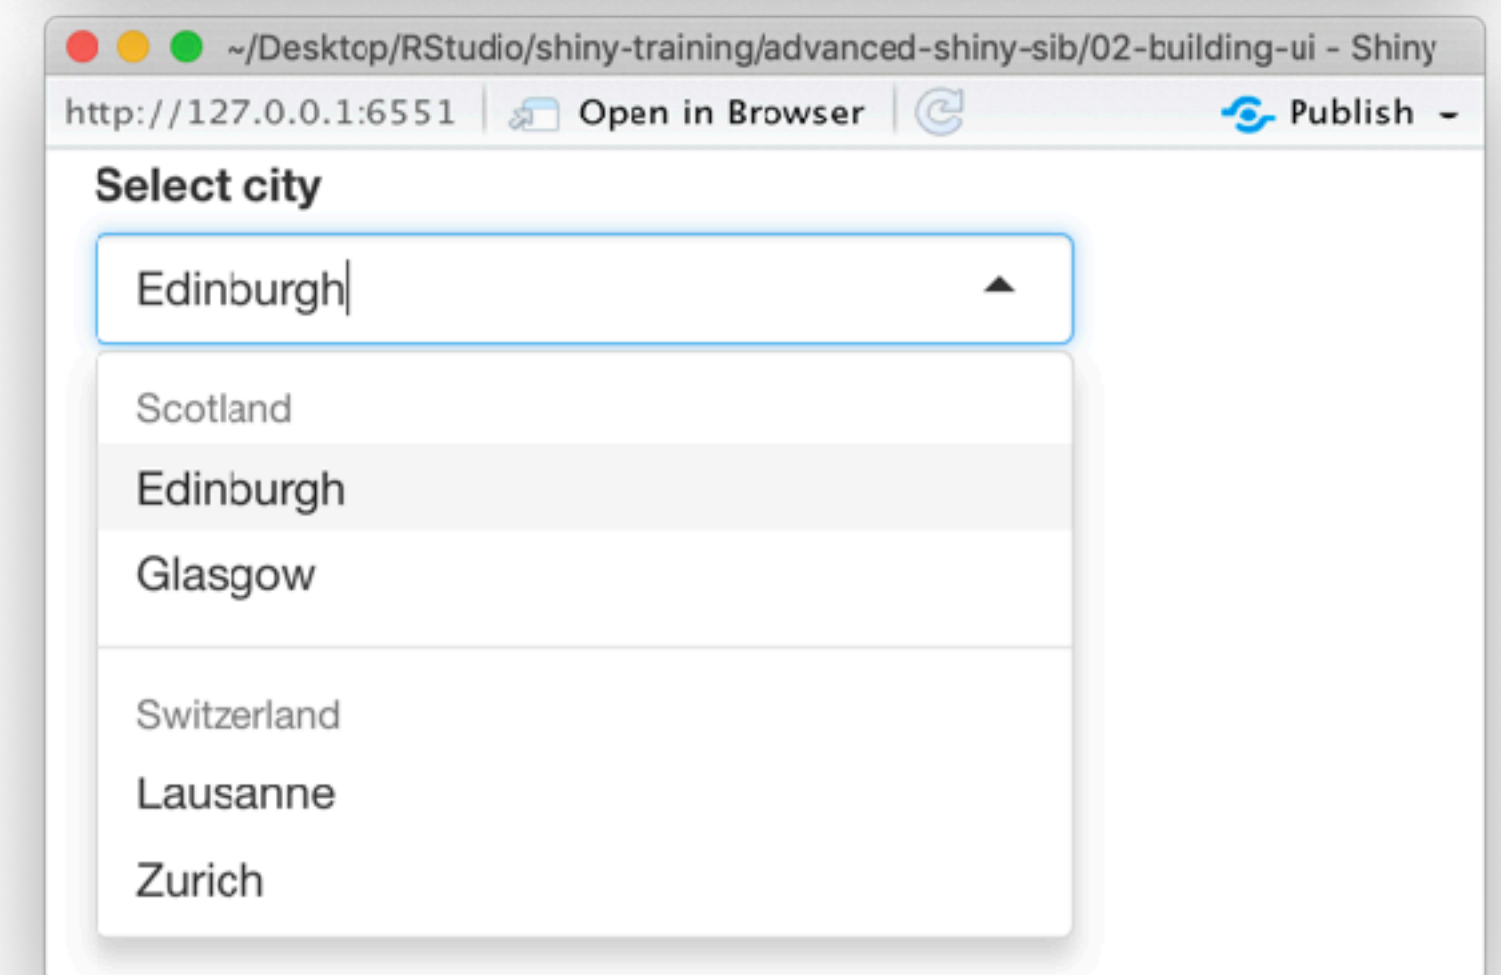 ~/Desktop/RStudio/shiny-training/advanced-shiny-sib/02-building-ui - Shiny
http://127.0.0.1:6551 Open in Browser Publish
Select city
Edinburgh
Scotland
Edinburgh
Glasgow
Switzerland
Lausanne
Zurich